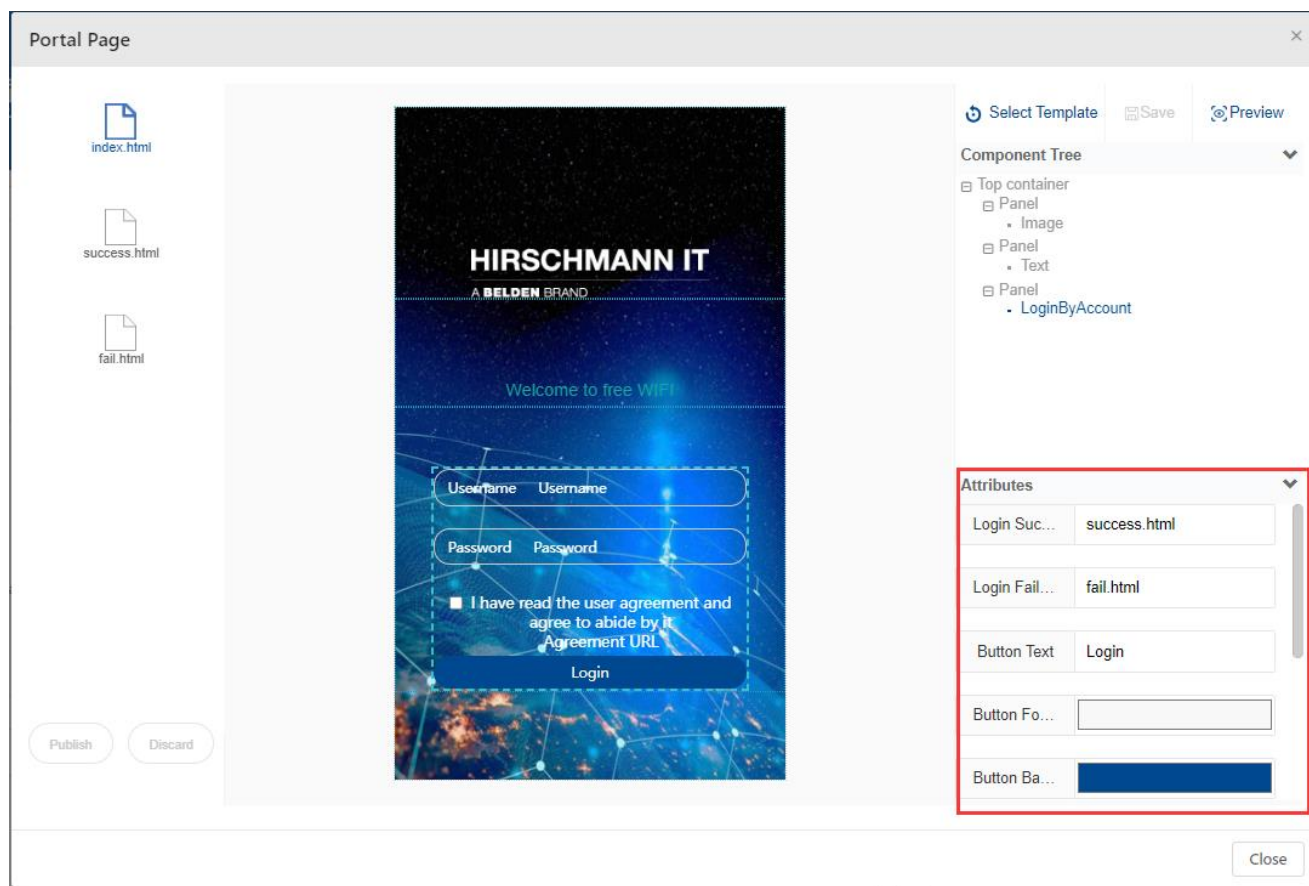 Portal Page
×
index.html
success.html
fail.html
Publish
Discard
HIRSCHMANN IT
A BELDEN BRAND
Welcome to free WIFI
Username Username
Password Password
I have read the user agreement and
agree to abide by it
Agreement URL
Login
Select Template
Save
Preview
Component Tree
Top container
Panel
Image
Panel
Text
Panel
LoginByAccount
Attributes
Login Suc... success.html
Login Fail... fail.html
Button Text Login
Button Fo...
Button Ba...
Close